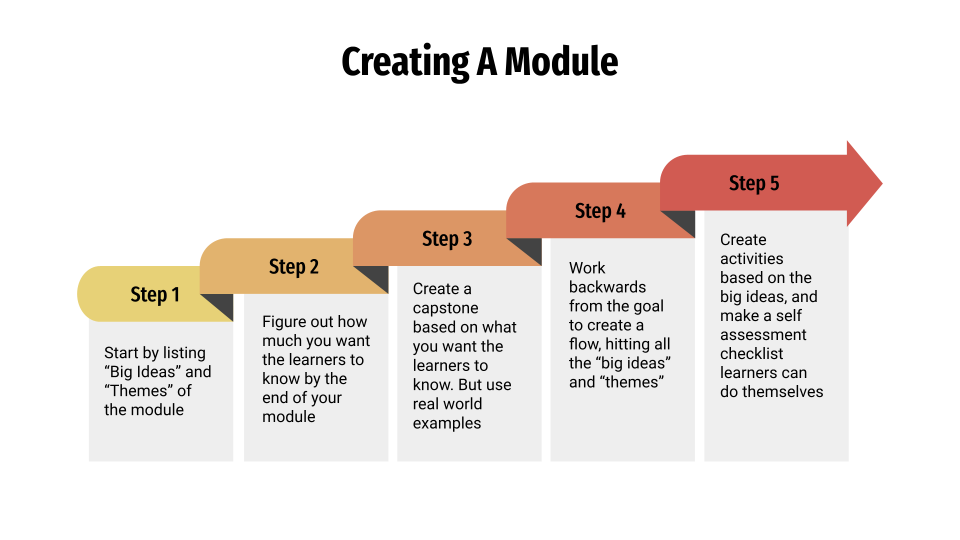 Creating A Module
Step 1
Start by listing
“Big Ideas” and
“Themes” of
the module
Step 2
Figure out how
much you want
the learners to
know by the
end of your
module
Step 3
Create a
capstone
based on what
you want the
learners to
know. But use
real world
examples
Step 4
Work
backwards
from the goal
to create a
flow, hitting all
the “big ideas”
and “themes”
Step 5
Create
activities
based on the
big ideas, and
make a self
assessment
checklist
learners can
do themselves